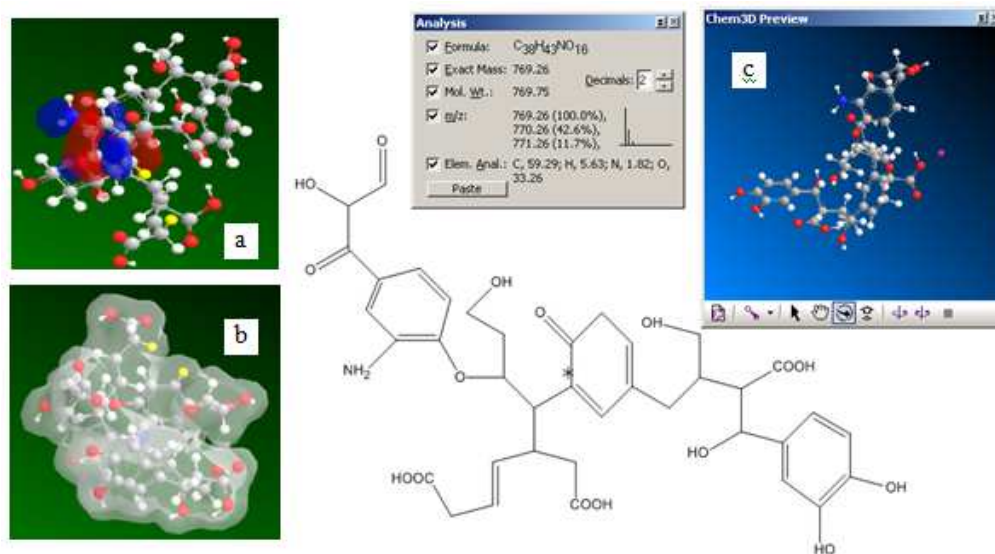 a
b
Analysis
Formula: C38H43NO16
Exact Mass: 769.26
Decimals: 2
Mol. Wt.: 769.75
m/z: 769.26 (100.0%),
770.26 (42.6%),
771.26 (11.7%)
Elem. Anal.: C, 59.29; H, 5.63; N, 1.82; O,
33.26
Paste
Chem3D Preview
c
O
HO
O
OH
NH2
O
O
*
HO
COOH
HO
HOOC
COOH
OH
HO